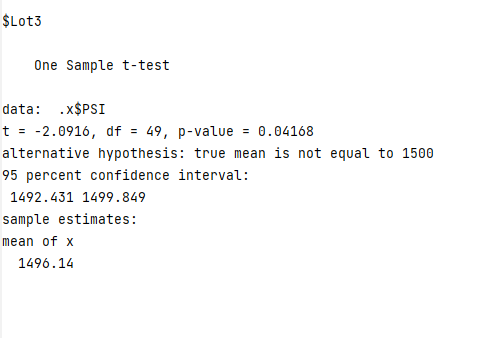 $Lot3
One Sample t-test
data:  .x$PSI
t = -2.0916, df = 49, p-value = 0.04168
alternative hypothesis: true mean is not equal to 1500
95 percent confidence interval:
1492.431 1499.849
sample estimates:
mean of x
1496.14